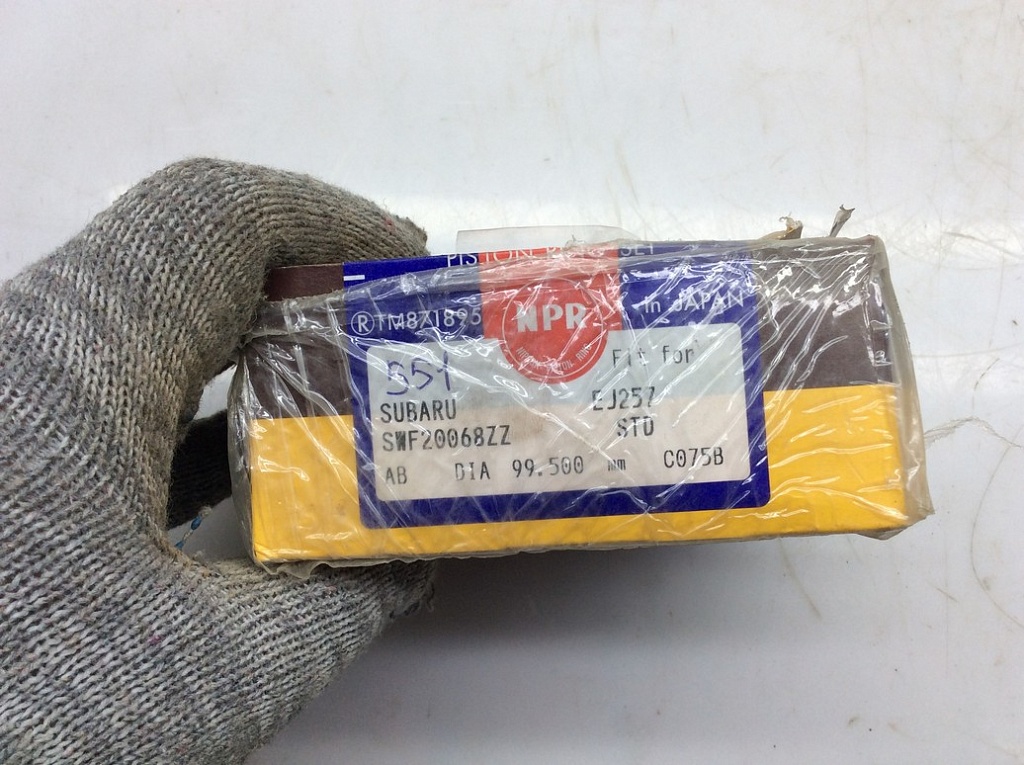 PISTON RING SET
®TM871895 NPR in JAPAN
551 Fit for
SUBARU EJ257
SWF20068ZZ STD
AB DIA 99.500 mm C075B